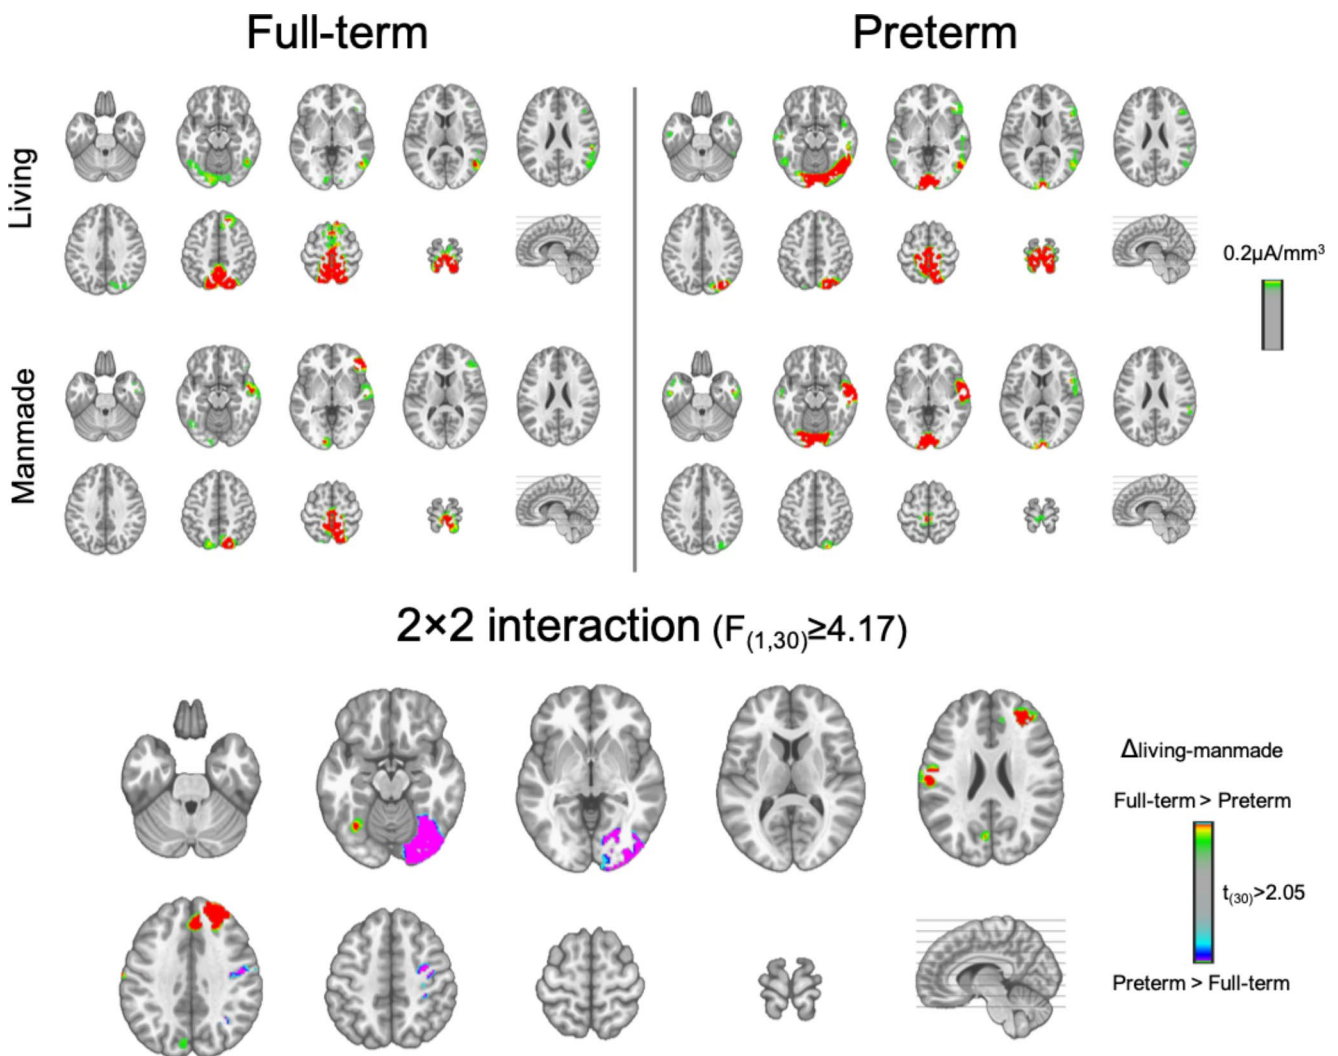 Full-term
Preterm
Living
0.2µA/mm³
Manmade
2×2 interaction (F(1,30)≥4.17)
Δliving-manmade
Full-term > Preterm
t(30)>2.05
Preterm > Full-term